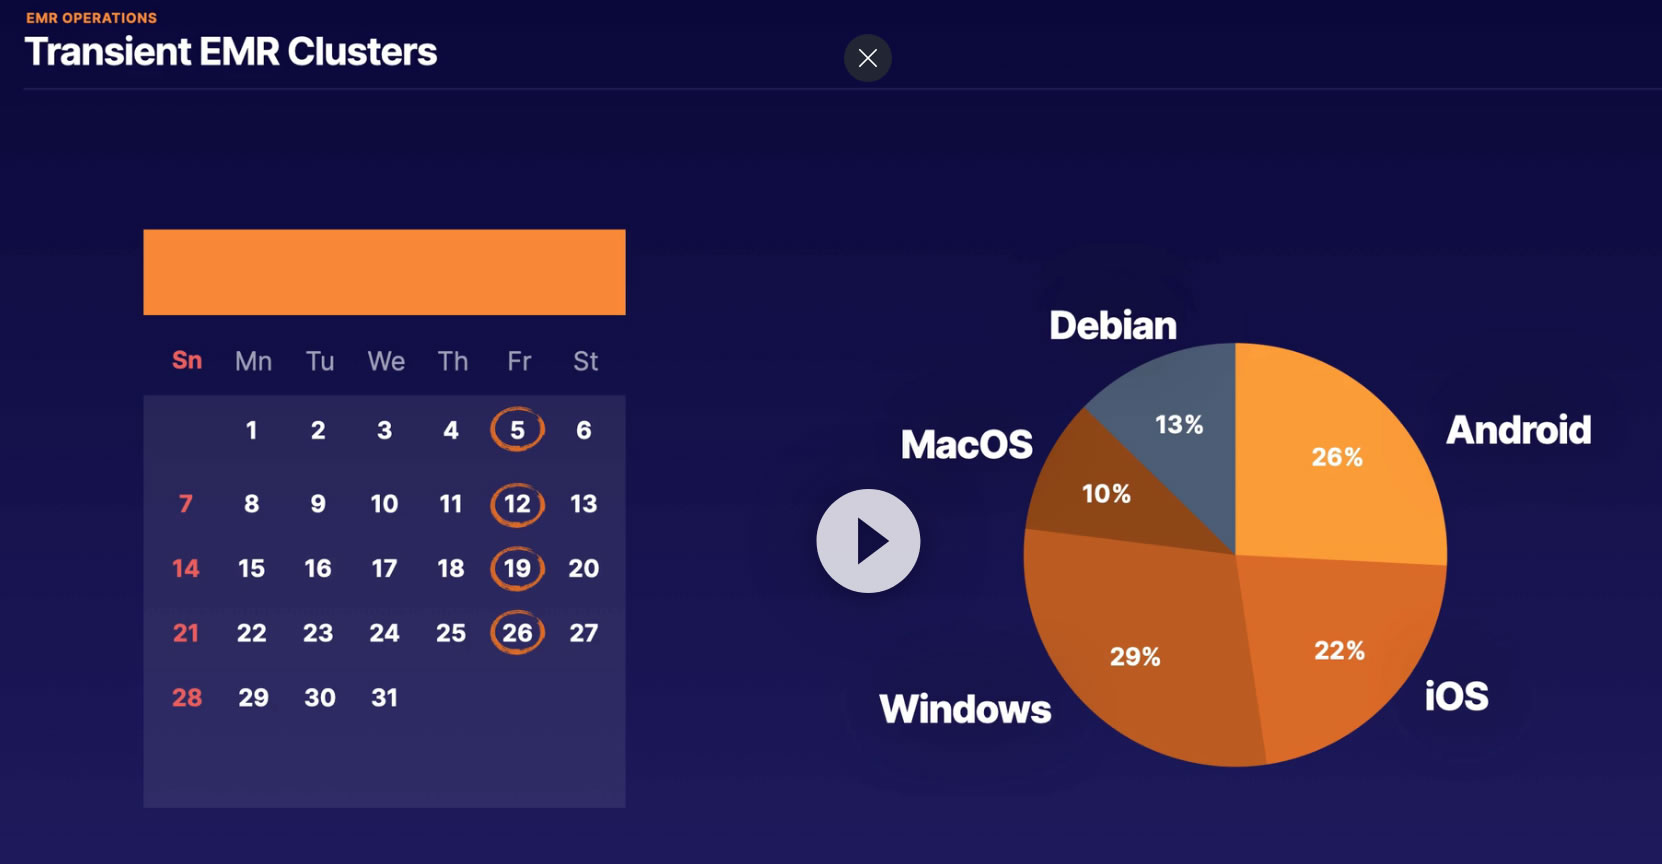 EMR OPERATIONS
Transient EMR Clusters
Sn Mn Tu We Th Fr St
1 2 3 4 5 6
7 8 9 10 11 12 13
14 15 16 17 18 19 20
21 22 23 24 25 26 27
28 29 30 31
Debian
13%
Android
26%
MacOS
10%
Windows
29%
iOS
22%